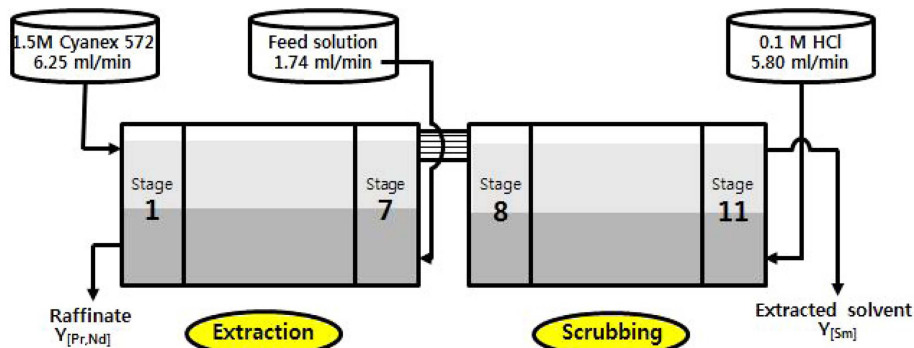 1.5M Cyanex 572
6.25 ml/min
Feed solution
1.74 ml/min
0.1 M HCl
5.80 ml/min
Stage
1
Stage
7
Stage
8
Stage
11
Raffinate
Y[Pr,Nd]
Extraction
Scrubbing
Extracted solvent
Y[Sm]